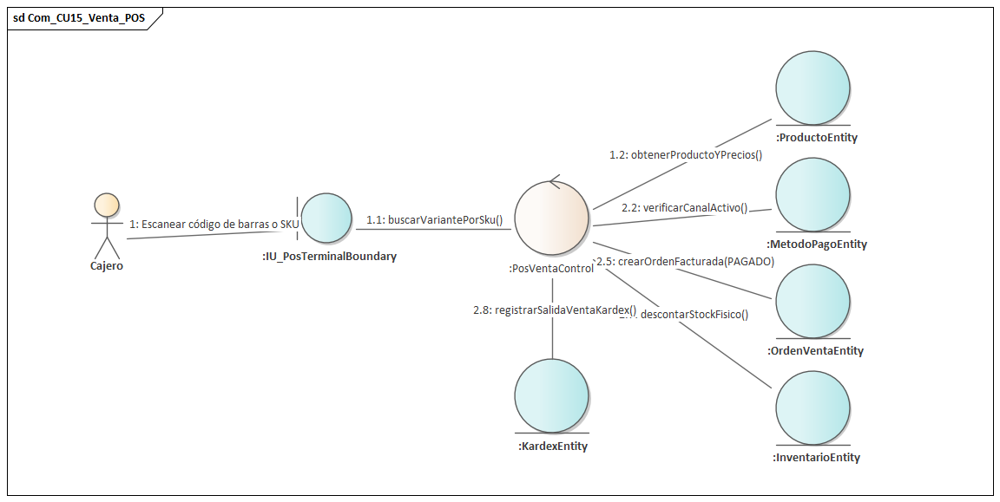 sd Com_CU15_Venta_POS
:ProductoEntity
1.2: obtenerProductoYPrecios()
2.2: verificarCanalActivo()
1: Escanear código de barras o SKU
1.1: buscarVariantePorSku()
:MetodoPagoEntity
:IU_PosTerminalBoundary
Cajero
:PosVentaControl
2.5: crearOrdenFacturada(PAGADO)
2.8: registrarSalidaVentaKardex()
descontarStockFisico()
:OrdenVentaEntity
:KardexEntity
:InventarioEntity